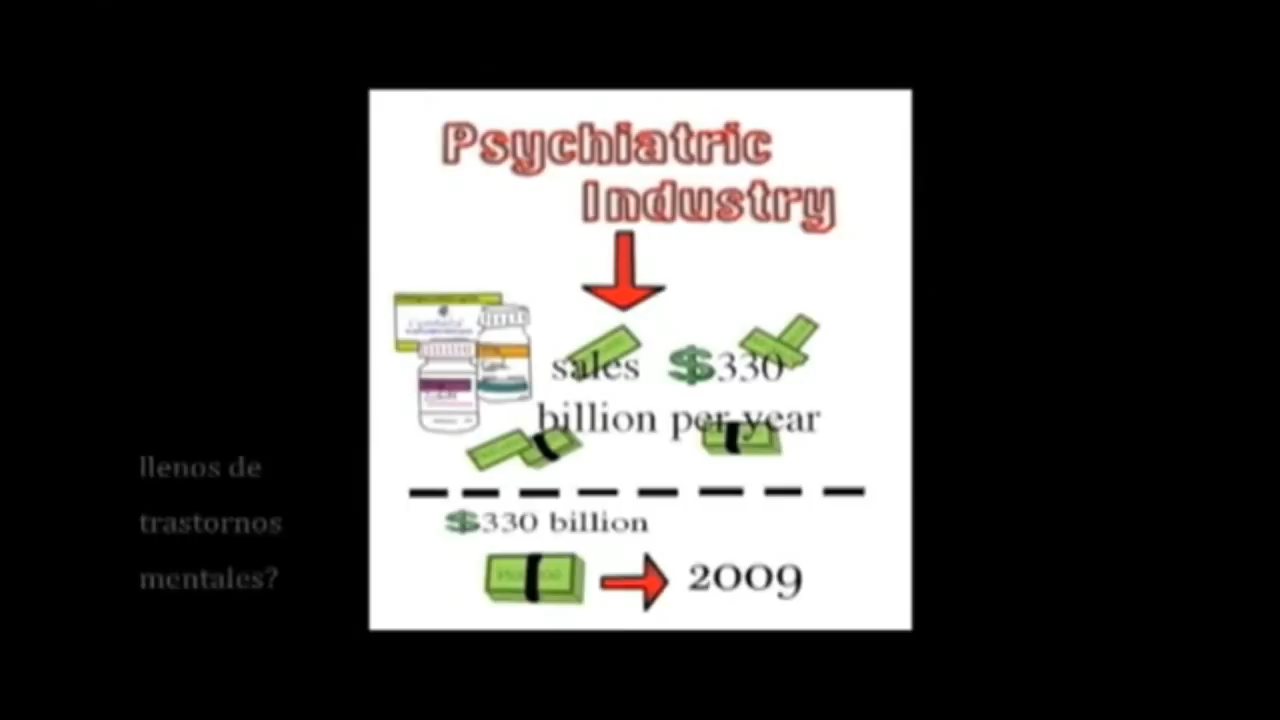 Psychiatric
Industry
sales $330
billion per year
$330 billion
2009
llenos de
trastornos
mentales?